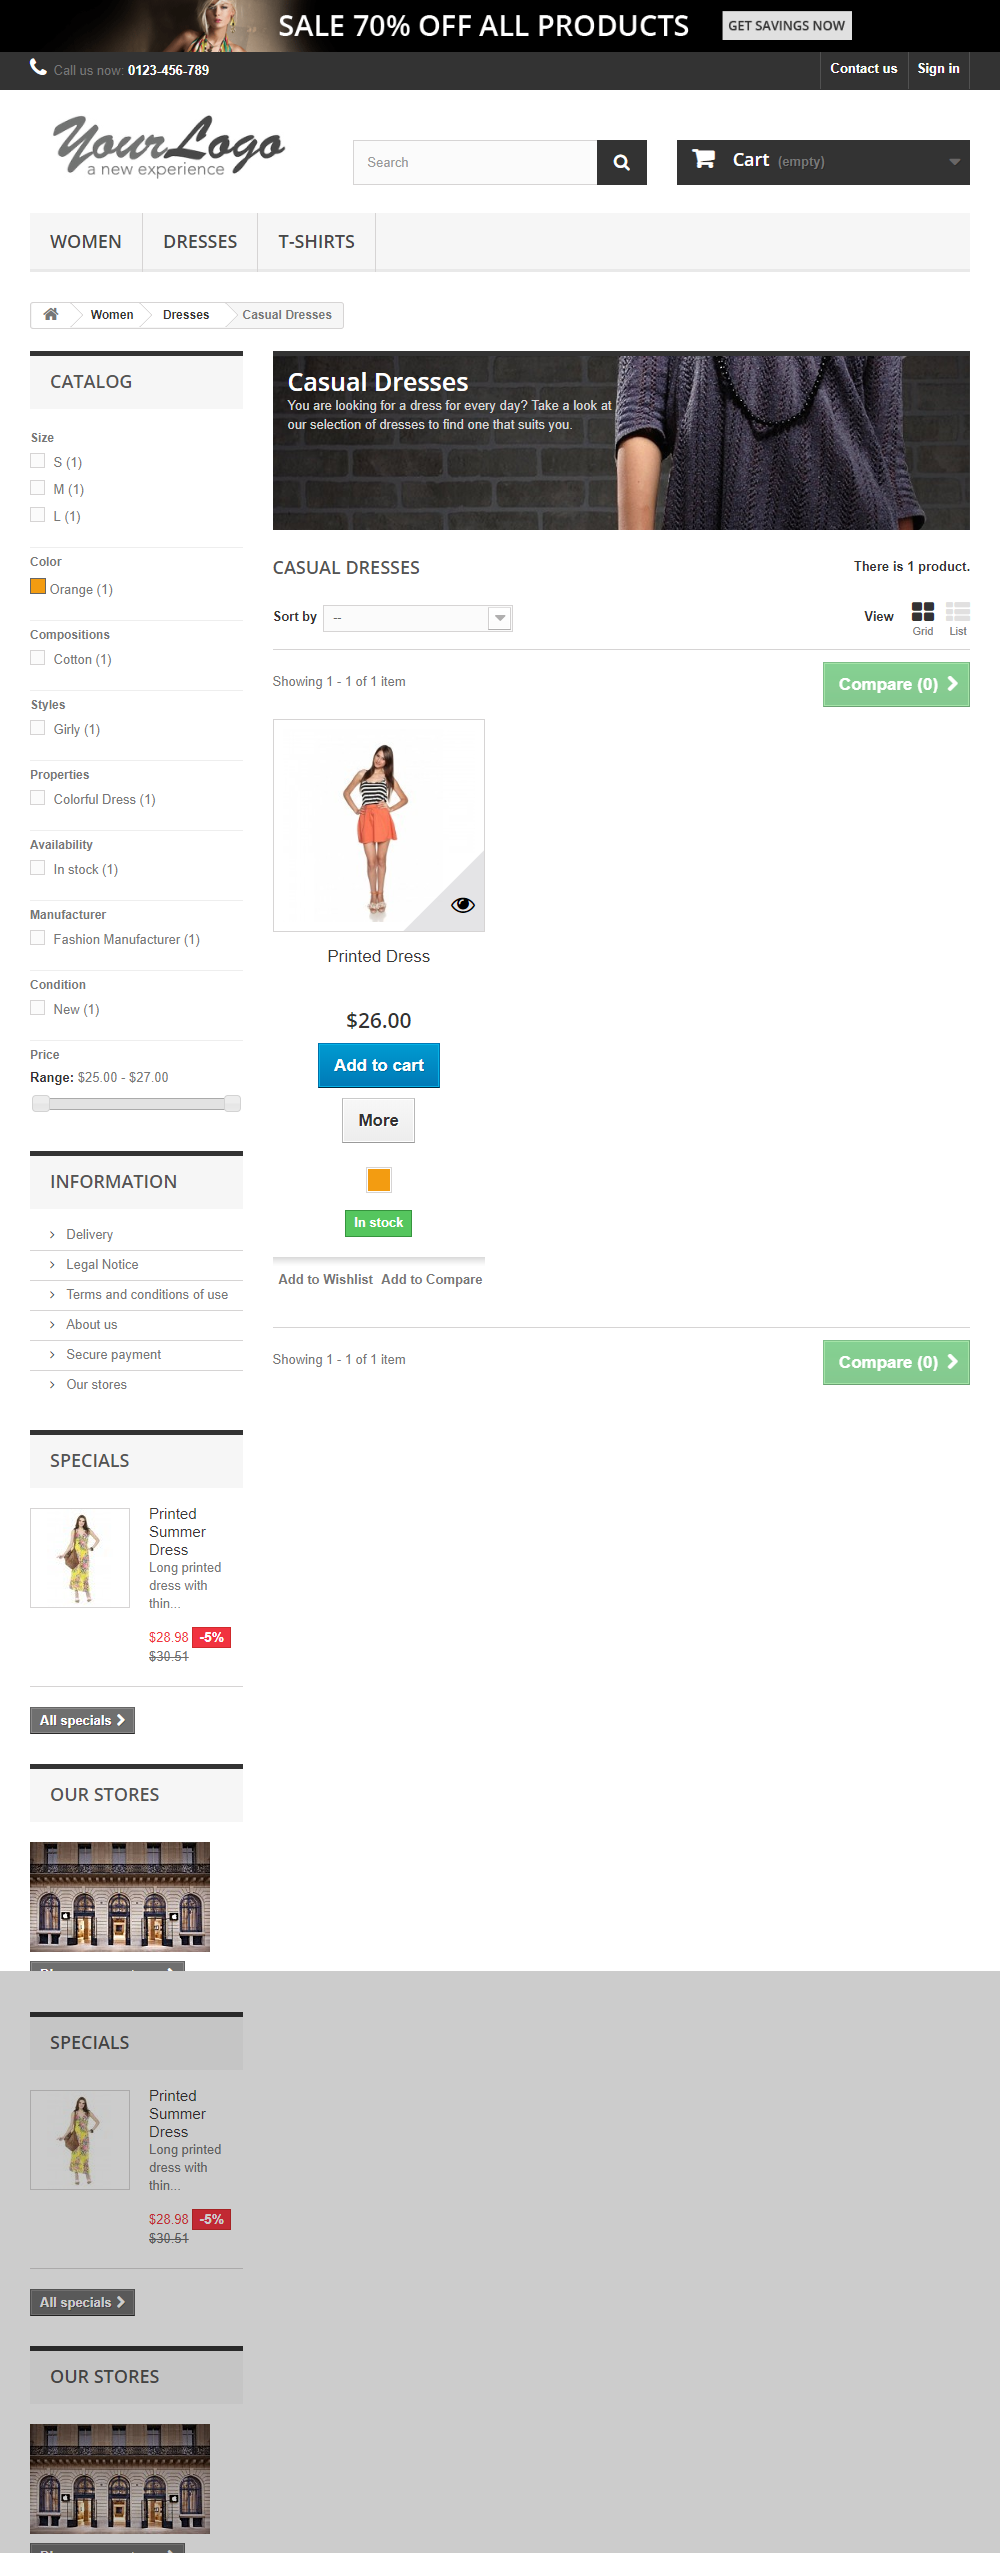 SALE 70% OFF ALL PRODUCTS GET SAVINGS NOW
Call us now: 0123-456-789 Contact us Sign in
YourLogo
a new experience
Search
Cart (empty)
WOMEN DRESSES T-SHIRTS
Women Dresses Casual Dresses
CATALOG
Size
S (1)
M (1)
L (1)
Color
Orange (1)
Compositions
Cotton (1)
Styles
Girly (1)
Properties
Colorful Dress (1)
Availability
In stock (1)
Manufacturer
Fashion Manufacturer (1)
Condition
New (1)
Price
Range: $25.00 - $27.00
INFORMATION
Delivery
Legal Notice
Terms and conditions of use
About us
Secure payment
Our stores
SPECIALS
Printed
Summer
Dress
Long printed
dress with
thin...
$28.98 -5%
$30.51
All specials
OUR STORES
Casual Dresses
You are looking for a dress for every day? Take a look at
our selection of dresses to find one that suits you.
CASUAL DRESSES There is 1 product.
Sort by -- View Grid List
Showing 1 - 1 of 1 item Compare (0)
Printed Dress
$26.00
Add to cart
More
In stock
Add to Wishlist Add to Compare
Showing 1 - 1 of 1 item Compare (0)
SPECIALS
Printed
Summer
Dress
Long printed
dress with
thin...
$28.98 -5%
$30.51
All specials
OUR STORES